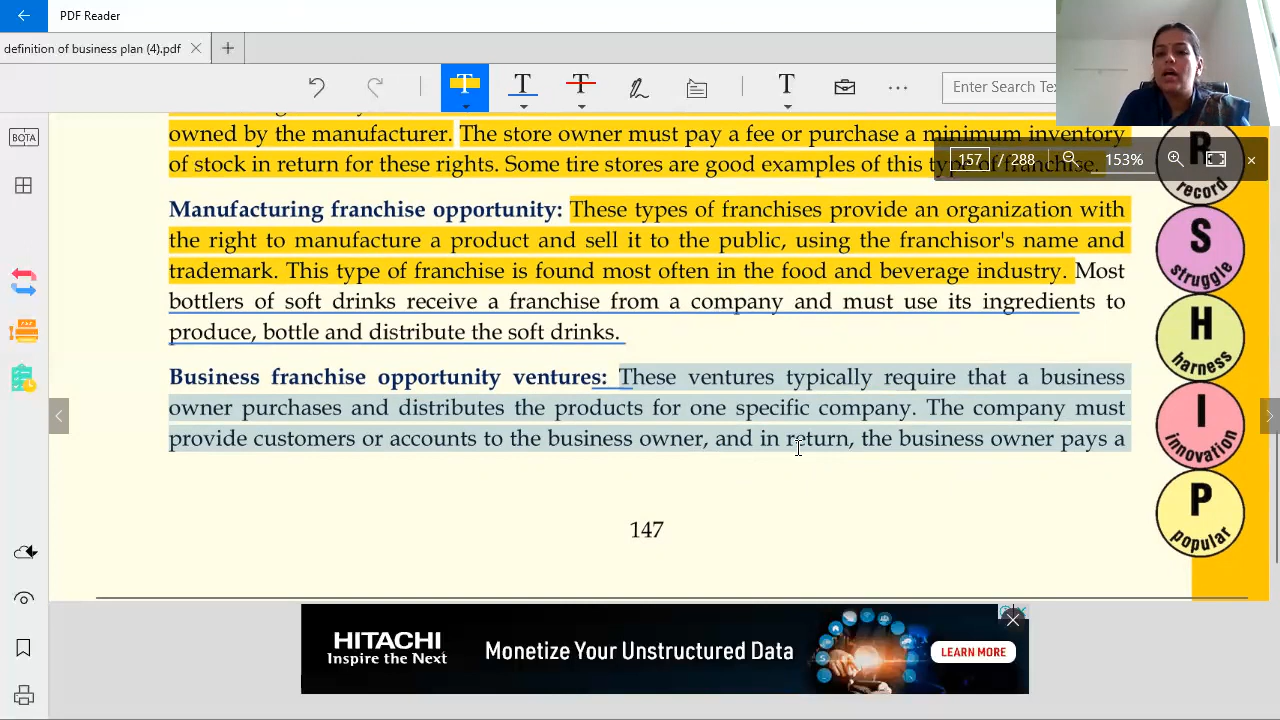 PDF Reader
definition of business plan (4).pdf
Enter Search Tex
157 / 288
153%
BOTA
owned by the manufacturer. The store owner must pay a fee or purchase a minimum inventory
of stock in return for these rights. Some tire stores are good examples of this type of franchise.
Manufacturing franchise opportunity: These types of franchises provide an organization with
the right to manufacture a product and sell it to the public, using the franchisor's name and
trademark. This type of franchise is found most often in the food and beverage industry. Most
bottlers of soft drinks receive a franchise from a company and must use its ingredients to
produce, bottle and distribute the soft drinks.
Business franchise opportunity ventures: These ventures typically require that a business
owner purchases and distributes the products for one specific company. The company must
provide customers or accounts to the business owner, and in return, the business owner pays a
147
R
record
S
struggle
H
harness
I
innovation
P
popular
HITACHI
Inspire the Next
Monetize Your Unstructured Data
LEARN MORE